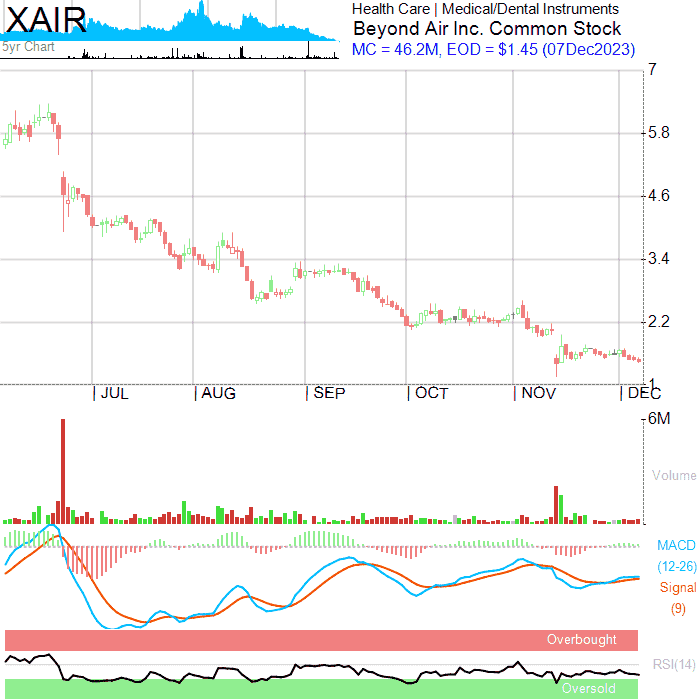 XAIR
5yr Chart
Health Care | Medical/Dental Instruments
Beyond Air Inc. Common Stock
MC = 46.2M, EOD = $1.45 (07Dec2023)
7
5.8
4.6
3.4
2.2
1
JUL AUG SEP OCT NOV DEC
6M
Volume
MACD
(12-26)
Signal
(9)
Overbought
RSI(14)
Oversold